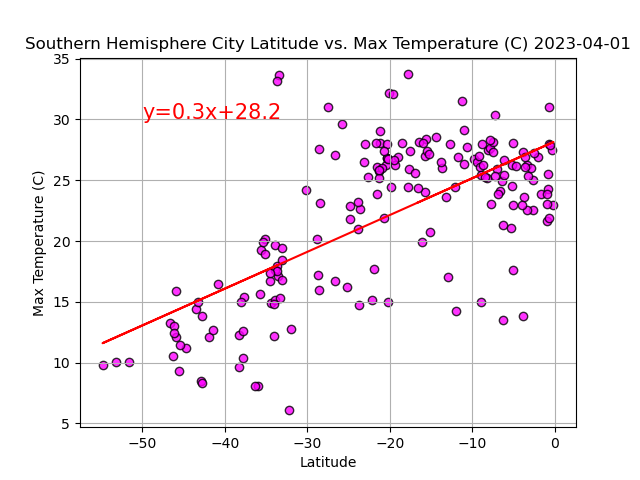 Southern Hemisphere City Latitude vs. Max Temperature (C) 2023-04-01
35
30
25
20
15
10
5
Max Temperature (C)
y=0.3x+28.2
−50 −40 −30 −20 −10 0
Latitude